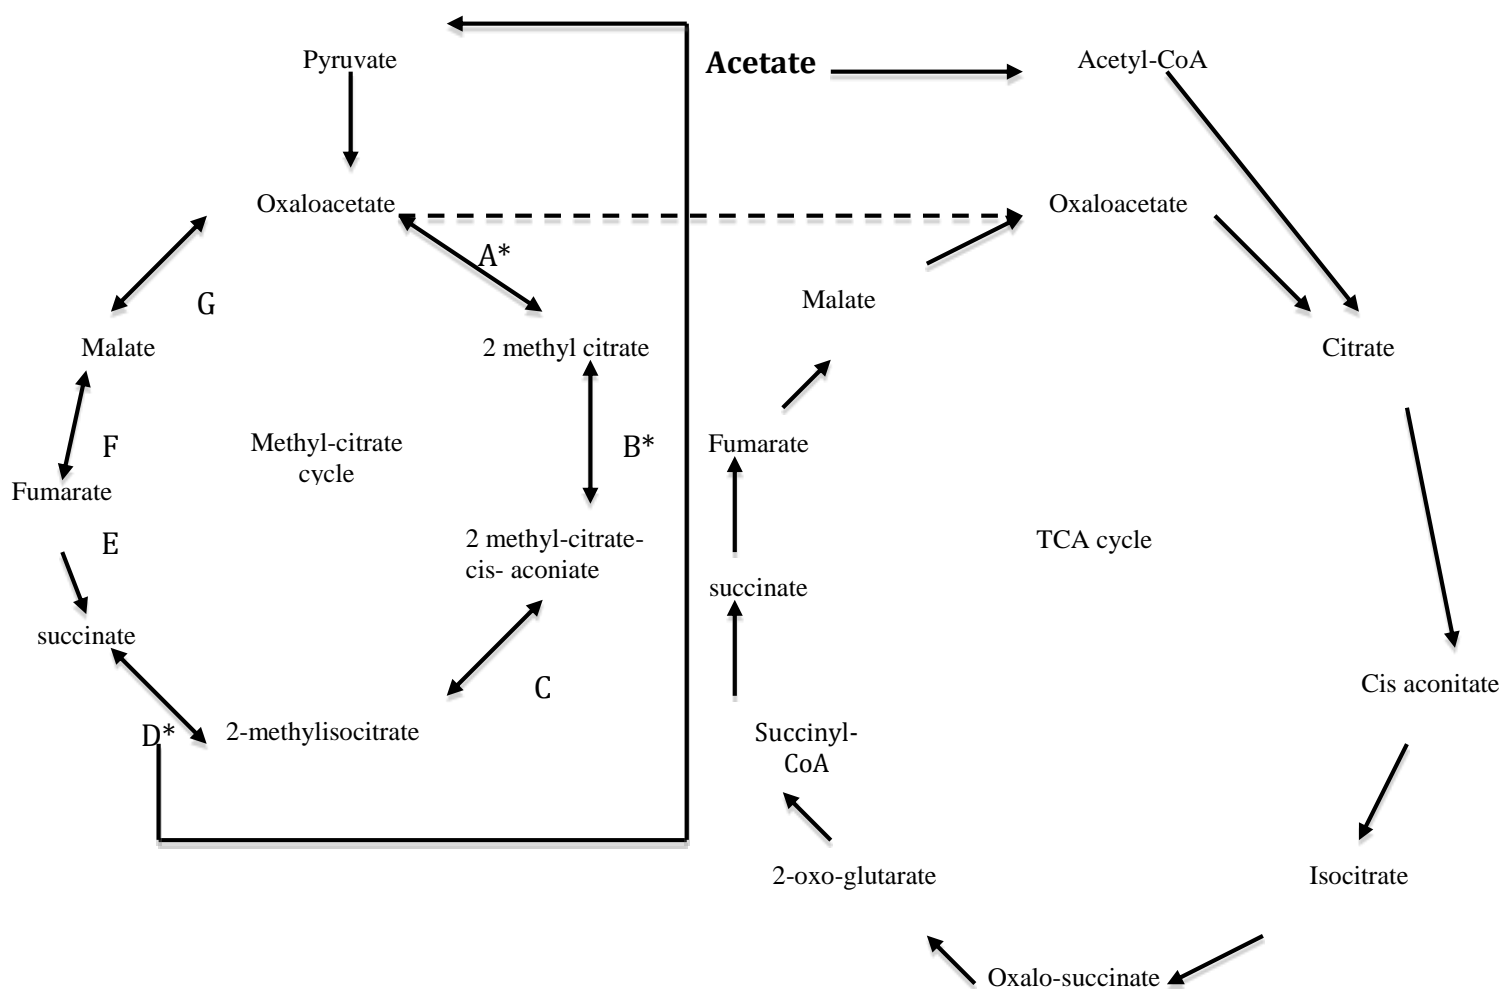 Pyruvate
Acetate
Acetyl-CoA
Oxaloacetate
Oxaloacetate
A*
G
Malate
Malate
2 methyl citrate
Citrate
F
Methyl-citrate
cycle
B*
Fumarate
Fumarate
E
2 methyl-citrate-
cis- aconiate
TCA cycle
succinate
succinate
C
Cis aconitate
D*
2-methylisocitrate
Succinyl-
CoA
2-oxo-glutarate
Isocitrate
Oxalo-succinate